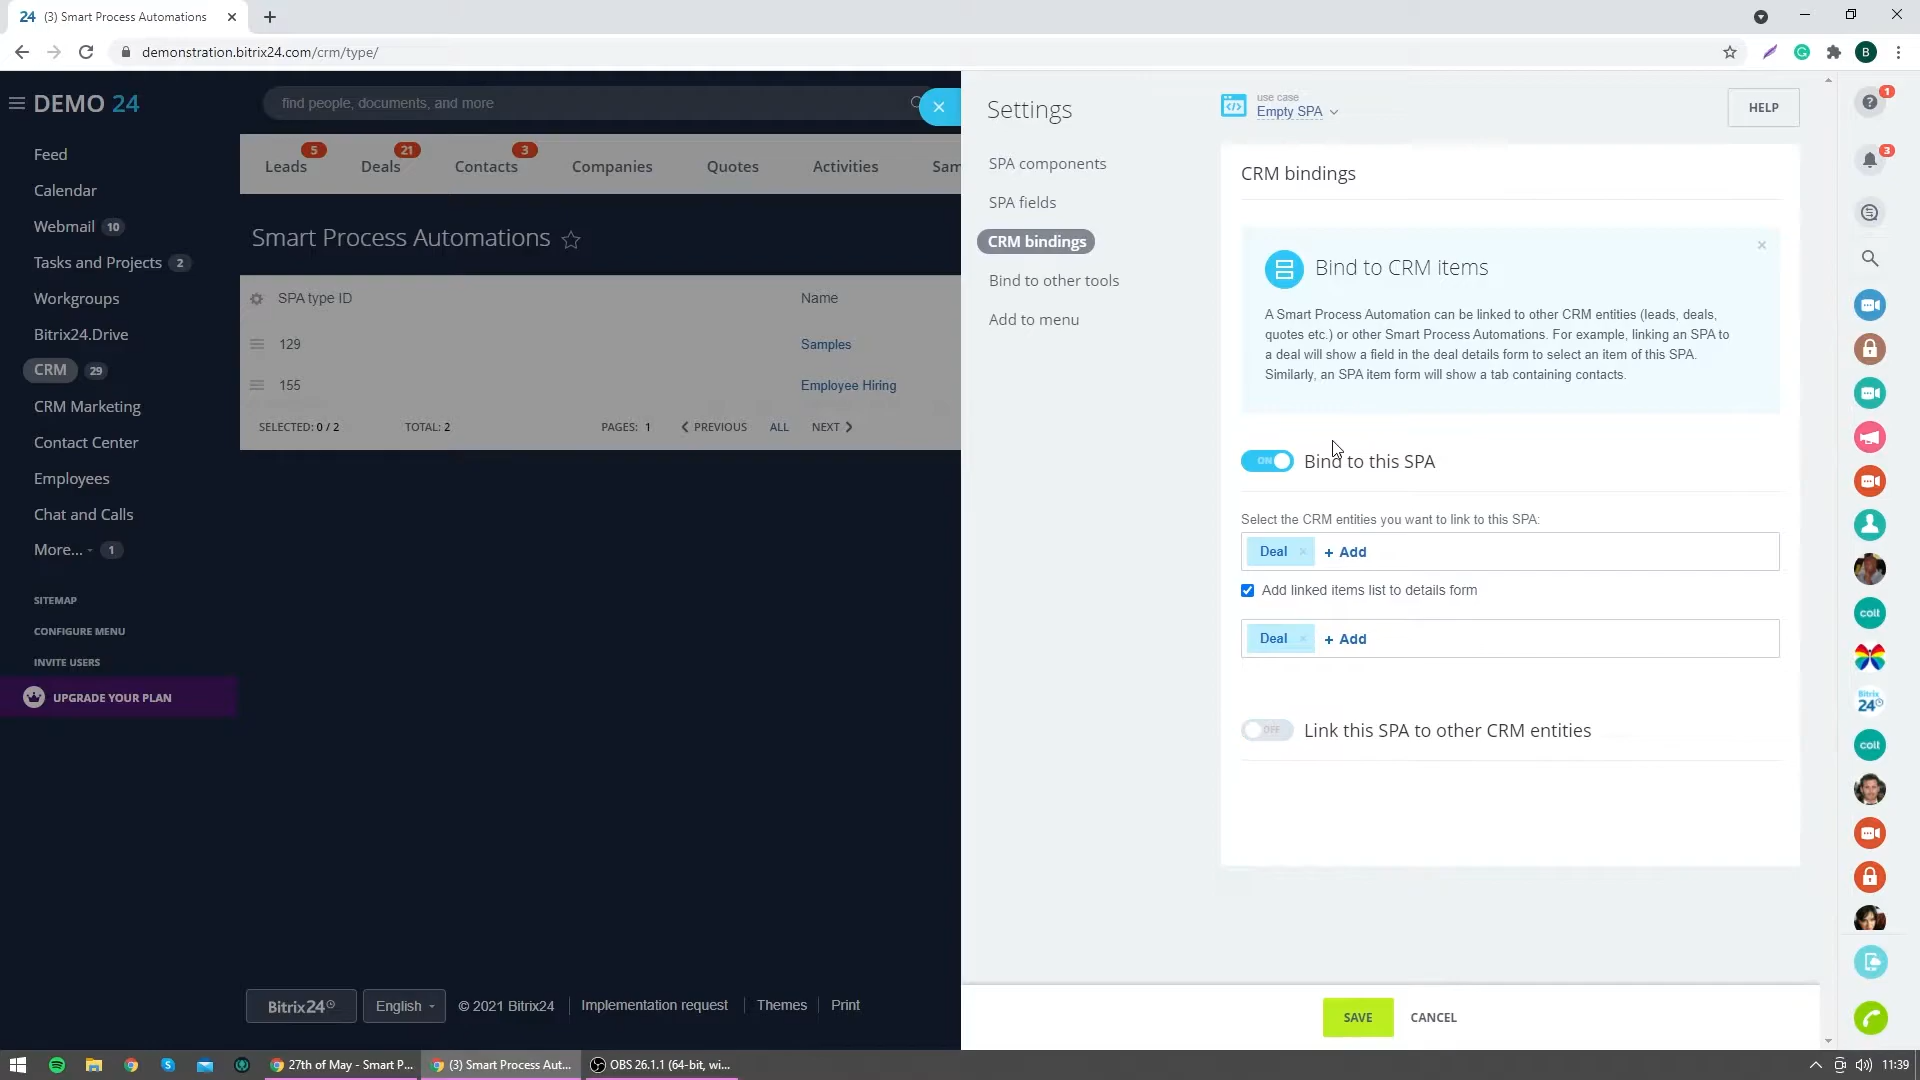 24 (3) Smart Process Automations
demonstration.bitrix24.com/crm/type/
B
DEMO 24
find people, documents, and more
Feed
Calendar
Webmail 10
Tasks and Projects 2
Workgroups
Bitrix24.Drive
CRM 29
CRM Marketing
Contact Center
Employees
Chat and Calls
More... 1
SITEMAP
CONFIGURE MENU
INVITE USERS
UPGRADE YOUR PLAN
Leads 5
Deals 21
Contacts 3
Companies
Quotes
Activities
Sam
Smart Process Automations
SPA type ID Name
129 Samples
155 Employee Hiring
SELECTED: 0 / 2 TOTAL: 2 PAGES: 1 PREVIOUS ALL NEXT
Bitrix24 English © 2021 Bitrix24 Implementation request Themes Print
Settings
SPA components
SPA fields
CRM bindings
Bind to other tools
Add to menu
use case
Empty SPA
HELP
CRM bindings
Bind to CRM items
A Smart Process Automation can be linked to other CRM entities (leads, deals,
quotes etc.) or other Smart Process Automations. For example, linking an SPA to
a deal will show a field in the deal details form to select an item of this SPA.
Similarly, an SPA item form will show a tab containing contacts.
ON Bind to this SPA
Select the CRM entities you want to link to this SPA:
Deal × + Add
Add linked items list to details form
Deal × + Add
OFF Link this SPA to other CRM entities
SAVE CANCEL
1
3
colt
Bitrix
24
colt
27th of May - Smart P...
(3) Smart Process Aut...
OBS 26.1.1 (64-bit, wi...
11:39